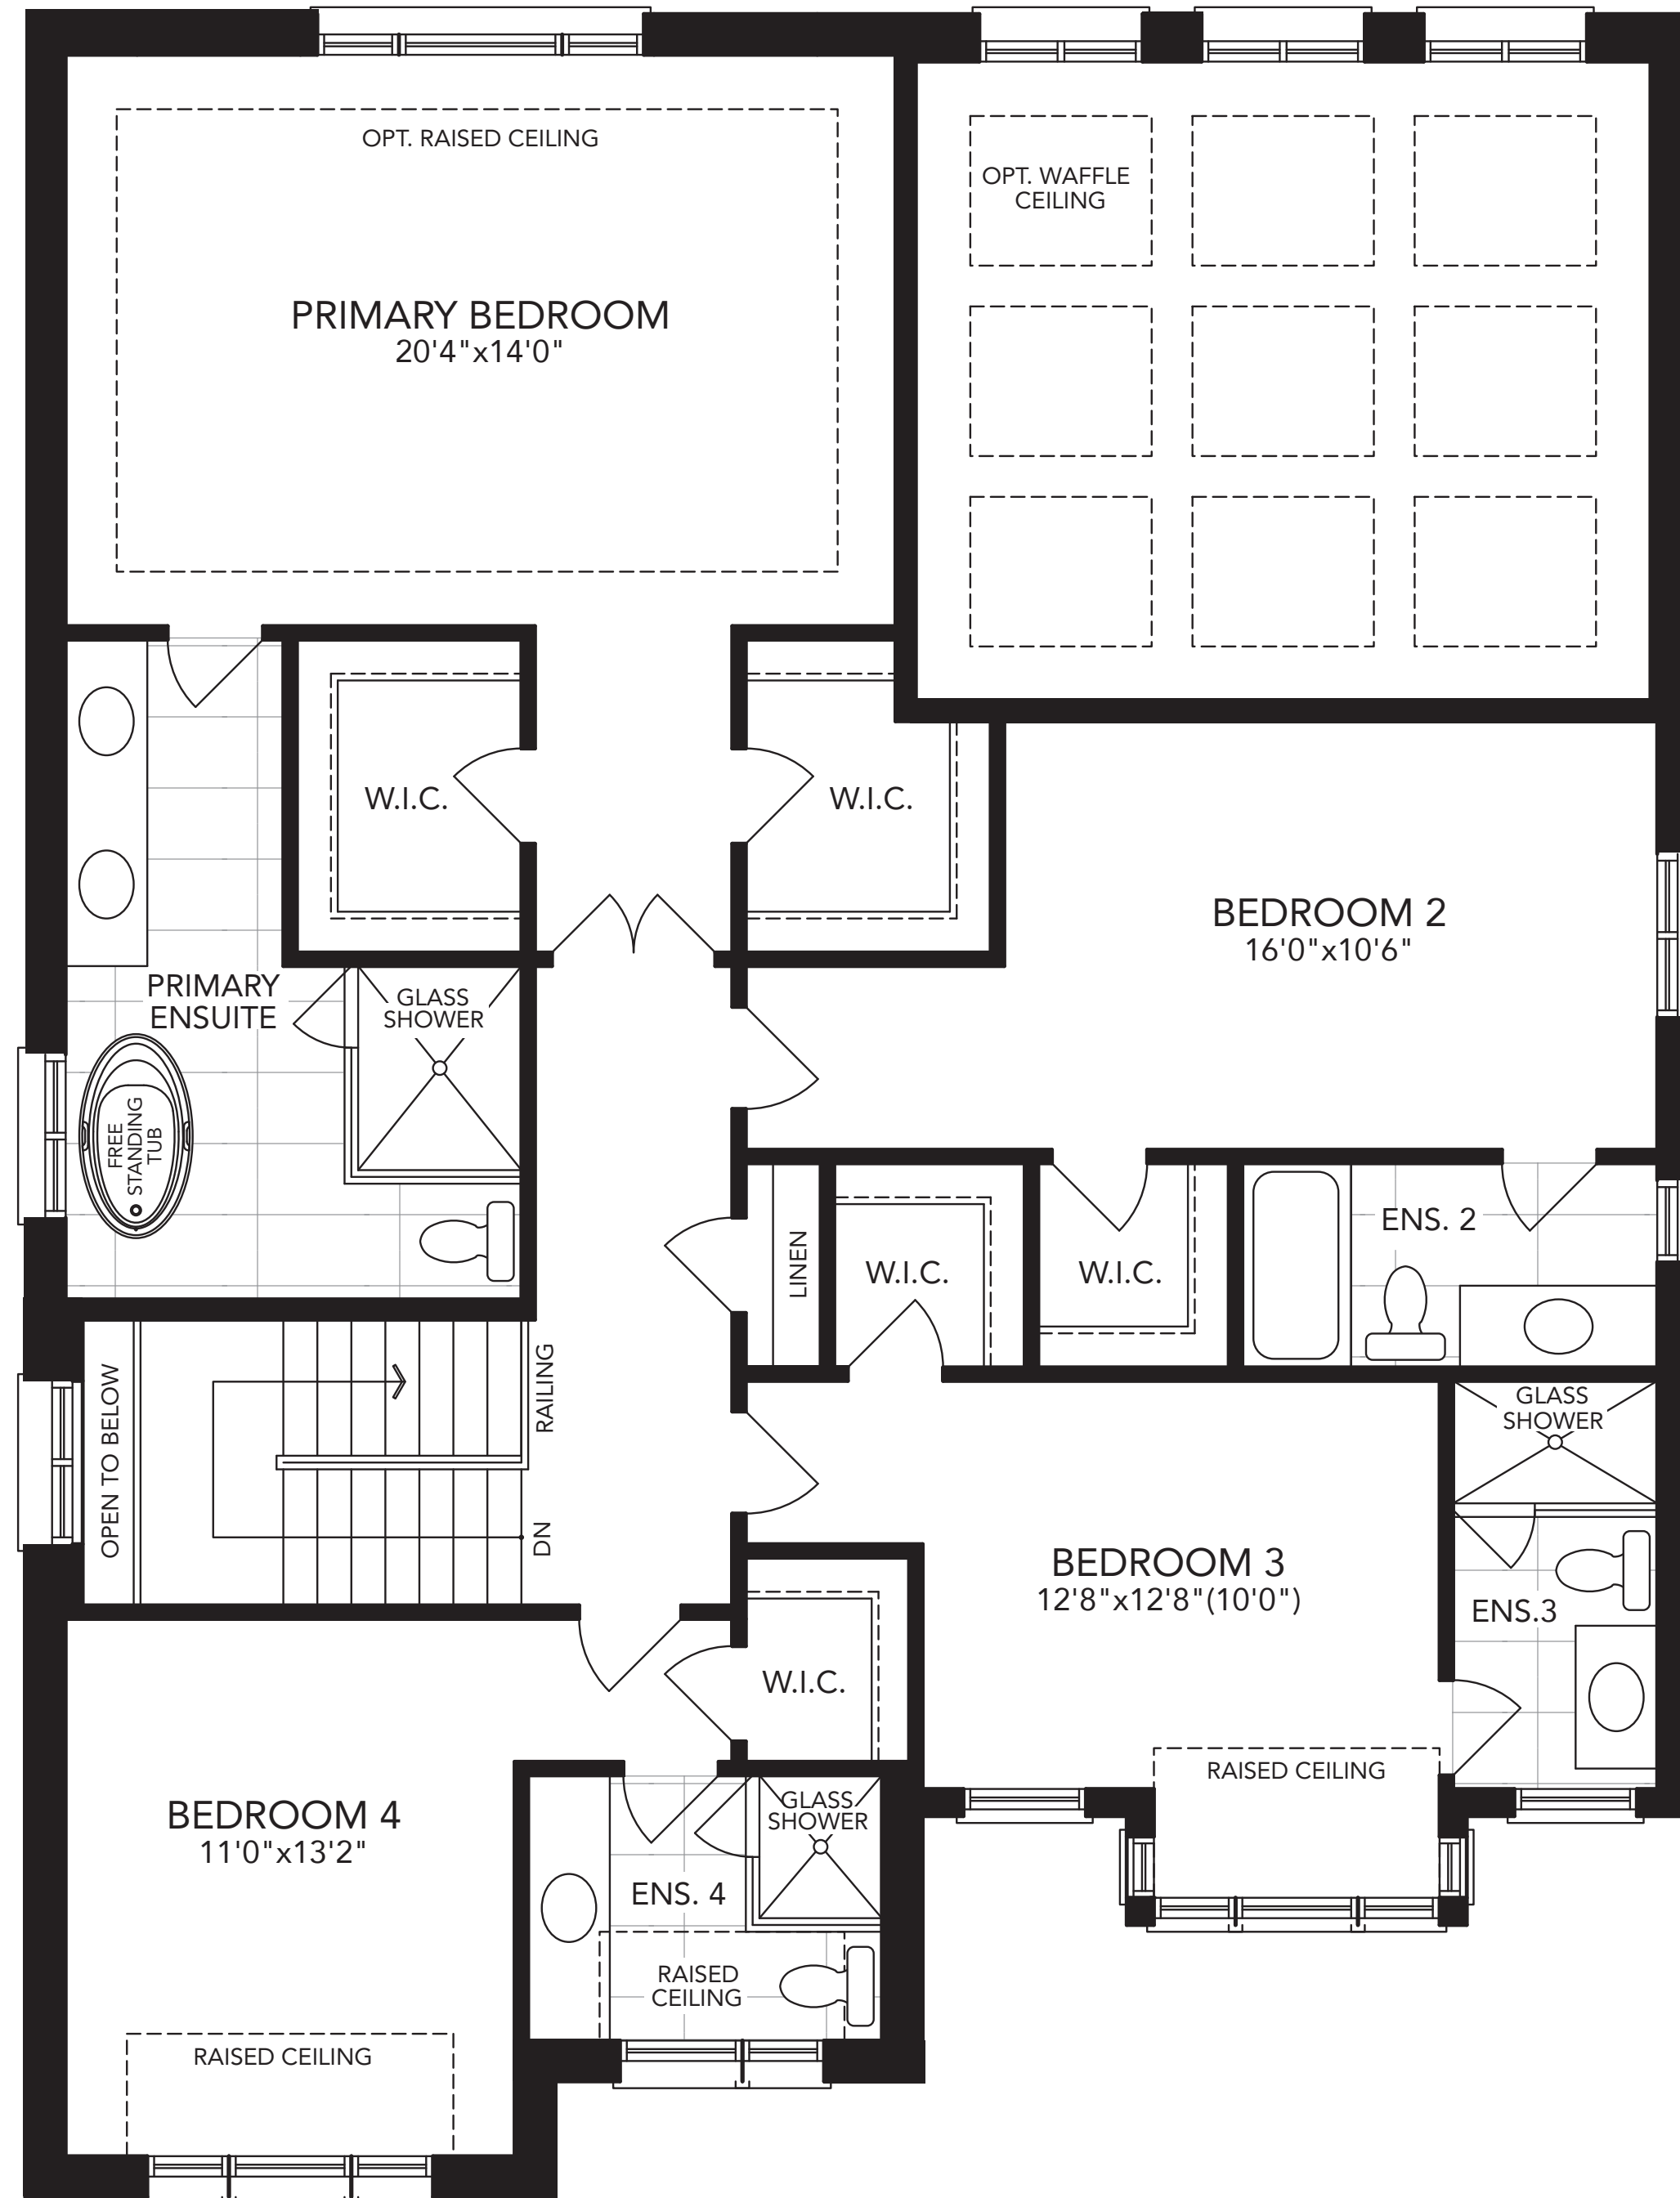 OPT. RAISED CEILING
OPT. WAFFLE
CEILING
PRIMARY BEDROOM
20'4"x14'0"
W.I.C.
W.I.C.
BEDROOM 2
16'0"x10'6"
PRIMARY
ENSUITE
GLASS
SHOWER
FREE
STANDING
TUB
LINEN
W.I.C.
W.I.C.
ENS. 2
OPEN TO BELOW
RAILING
DN
GLASS
SHOWER
BEDROOM 3
12'8"x12'8"(10'0")
ENS.3
W.I.C.
RAISED CEILING
BEDROOM 4
11'0"x13'2"
GLASS
SHOWER
ENS. 4
RAISED
CEILING
RAISED CEILING